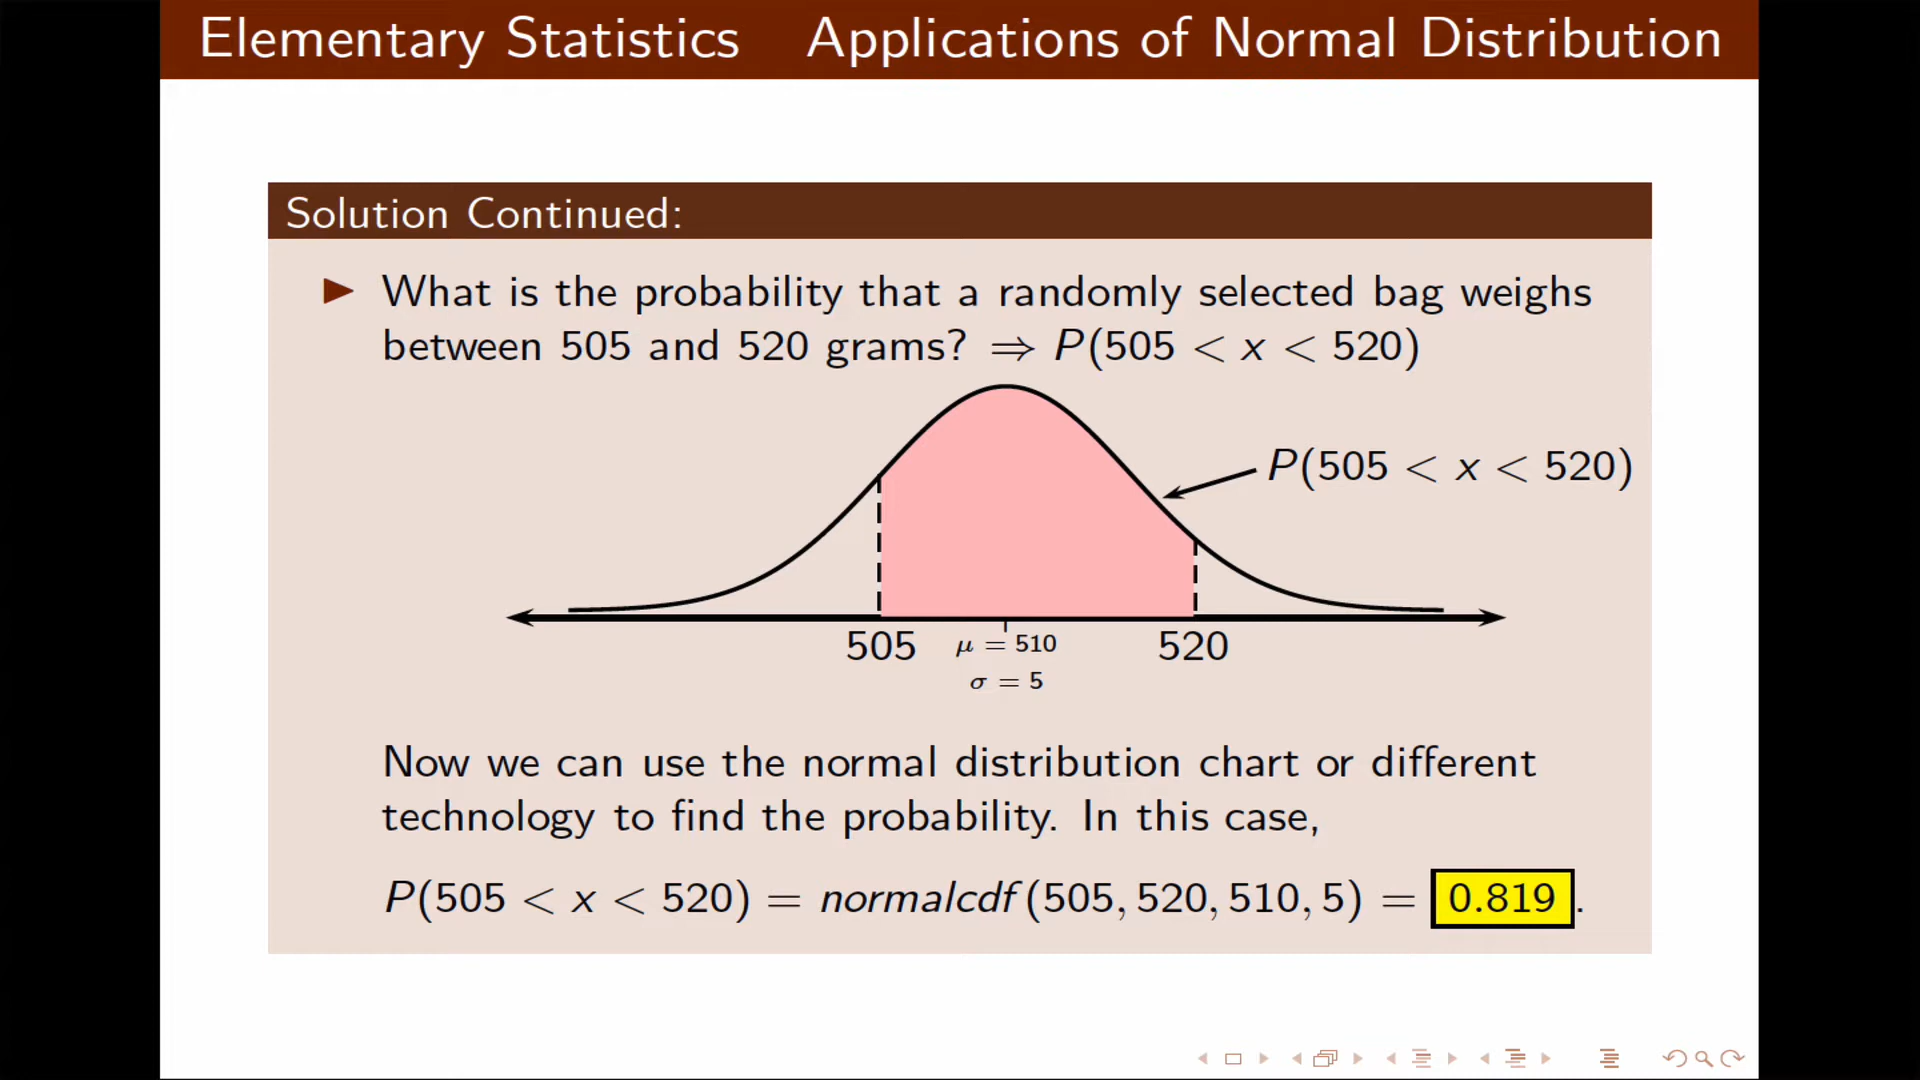 Elementary Statistics Applications of Normal Distribution
Solution Continued:
What is the probability that a randomly selected bag weighs
between 505 and 520 grams? ⇒ P(505 < x < 520)
P(505 < x < 520)
505 μ = 510 520
σ = 5
Now we can use the normal distribution chart or different
technology to find the probability. In this case,
P(505 < x < 520) = normalcdf(505, 520, 510, 5) = 0.819.